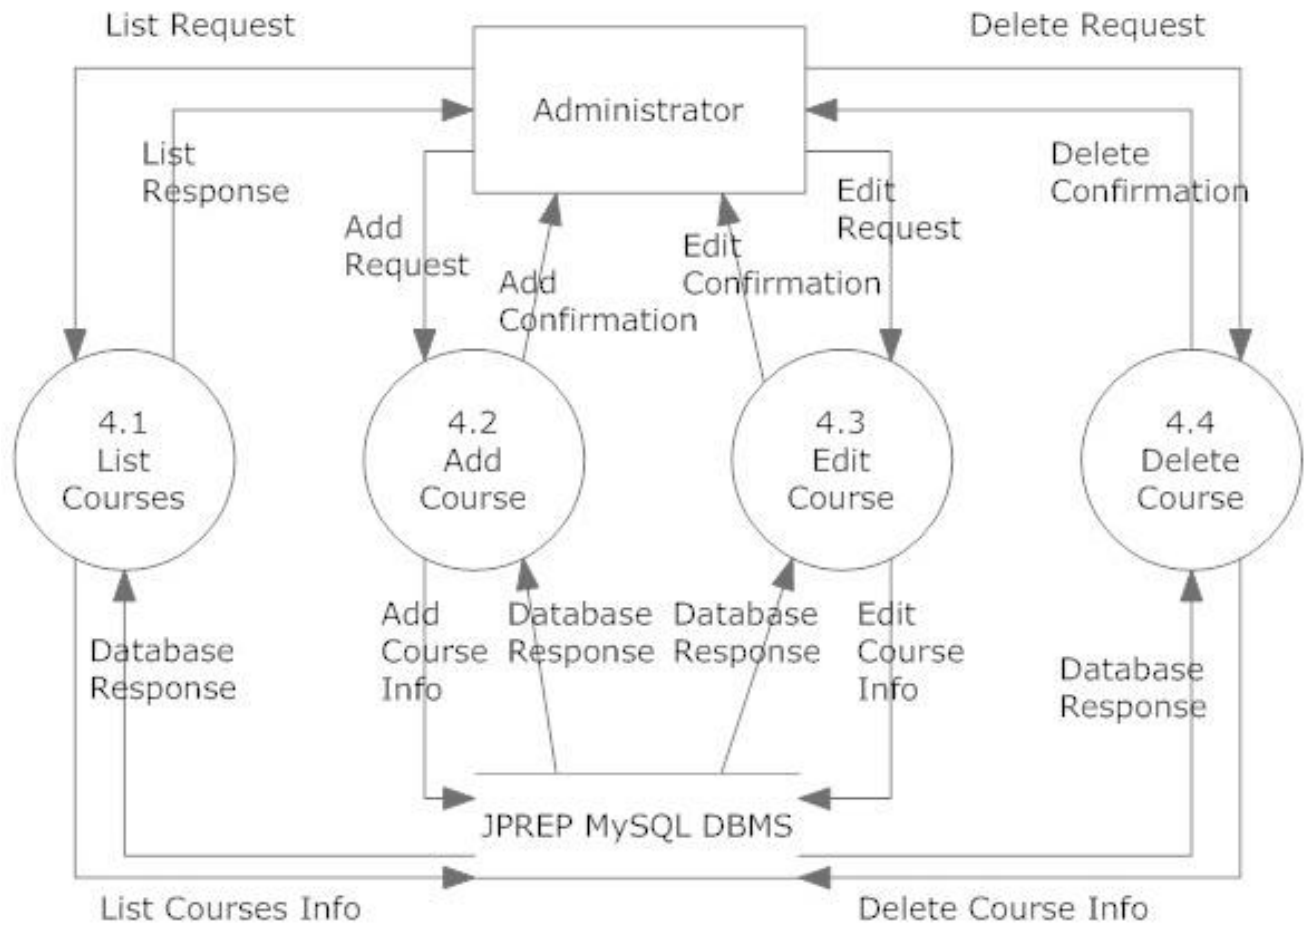 List Request
Delete Request
Administrator
List
Response
Delete
Confirmation
Edit
Request
Add
Request
Edit
Confirmation
Add
Confirmation
4.1
List
Courses
4.2
Add
Course
4.3
Edit
Course
4.4
Delete
Course
Database
Response
Add
Course
Info
Database
Response
Database
Response
Edit
Course
Info
Database
Response
JPREP MySQL DBMS
List Courses Info
Delete Course Info